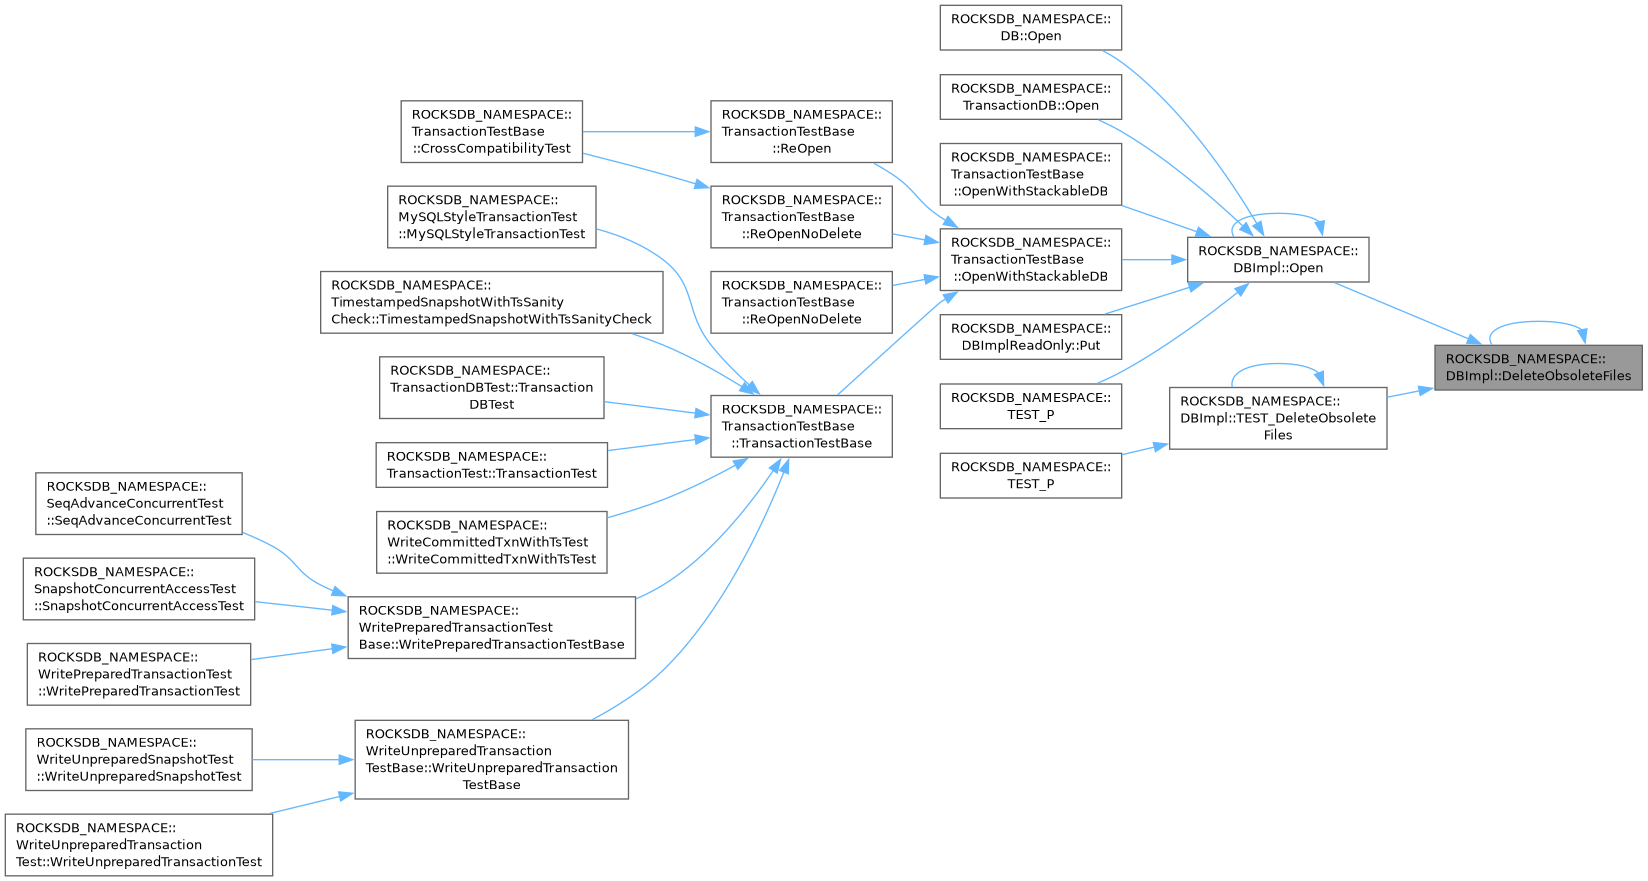 ROCKSDB_NAMESPACE::
DB::Open
ROCKSDB_NAMESPACE::
TransactionDB::Open
ROCKSDB_NAMESPACE::
TransactionTestBase
::CrossCompatibilityTest
ROCKSDB_NAMESPACE::
TransactionTestBase
::ReOpen
ROCKSDB_NAMESPACE::
TransactionTestBase
::OpenWithStackableDB
ROCKSDB_NAMESPACE::
MySQLStyleTransactionTest
::MySQLStyleTransactionTest
ROCKSDB_NAMESPACE::
TransactionTestBase
::ReOpenNoDelete
ROCKSDB_NAMESPACE::
TransactionTestBase
::OpenWithStackableDB
ROCKSDB_NAMESPACE::
DBImpl::Open
ROCKSDB_NAMESPACE::
TimestampedSnapshotWithTsSanity
Check::TimestampedSnapshotWithTsSanityCheck
ROCKSDB_NAMESPACE::
TransactionTestBase
::ReOpenNoDelete
ROCKSDB_NAMESPACE::
DBImplReadOnly::Put
ROCKSDB_NAMESPACE::
DBImpl::DeleteObsoleteFiles
ROCKSDB_NAMESPACE::
TransactionDBTest::Transaction
DBTest
ROCKSDB_NAMESPACE::
TransactionTestBase
::TransactionTestBase
ROCKSDB_NAMESPACE::
TEST_P
ROCKSDB_NAMESPACE::
DBImpl::TEST_DeleteObsolete
Files
ROCKSDB_NAMESPACE::
TransactionTest::TransactionTest
ROCKSDB_NAMESPACE::
TEST_P
ROCKSDB_NAMESPACE::
SeqAdvanceConcurrentTest
::SeqAdvanceConcurrentTest
ROCKSDB_NAMESPACE::
WriteCommittedTxnWithTsTest
::WriteCommittedTxnWithTsTest
ROCKSDB_NAMESPACE::
SnapshotConcurrentAccessTest
::SnapshotConcurrentAccessTest
ROCKSDB_NAMESPACE::
WritePreparedTransactionTest
Base::WritePreparedTransactionTestBase
ROCKSDB_NAMESPACE::
WritePreparedTransactionTest
::WritePreparedTransactionTest
ROCKSDB_NAMESPACE::
WriteUnpreparedSnapshotTest
::WriteUnpreparedSnapshotTest
ROCKSDB_NAMESPACE::
WriteUnpreparedTransaction
TestBase::WriteUnpreparedTransaction
TestBase
ROCKSDB_NAMESPACE::
WriteUnpreparedTransaction
Test::WriteUnpreparedTransactionTest